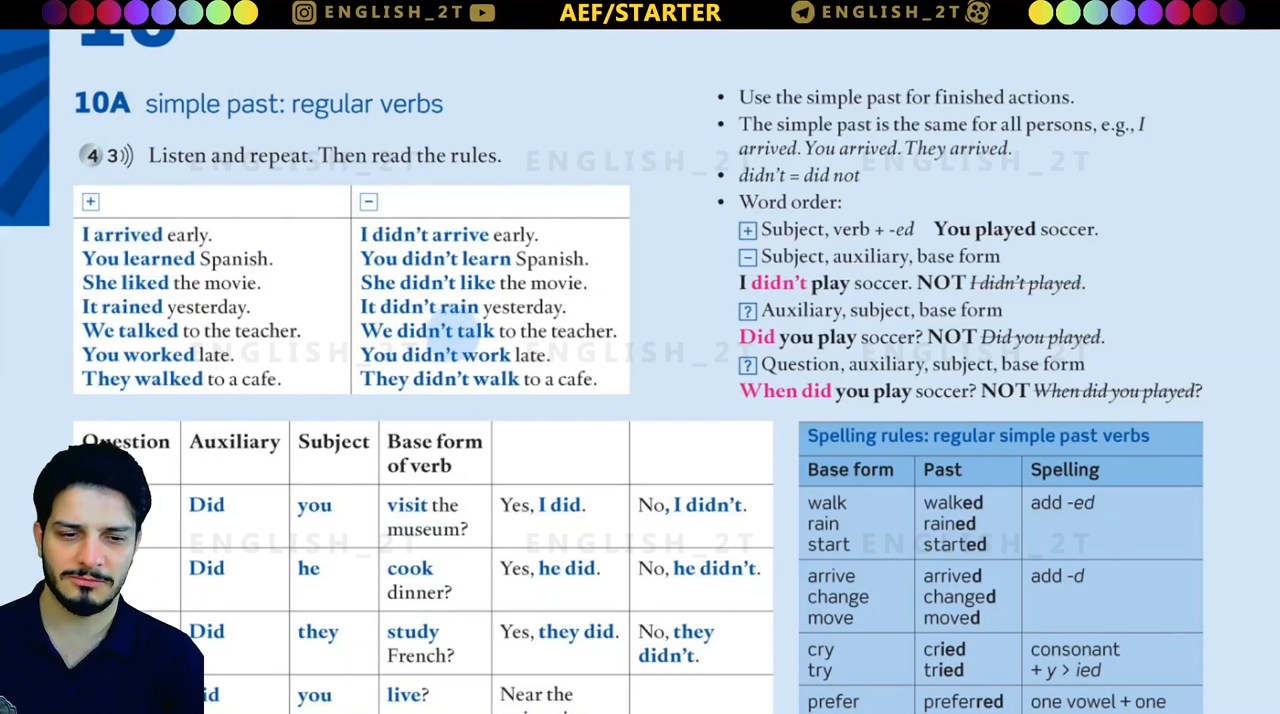 ENGLISH_2T
AEF/STARTER
ENGLISH_2T
10A simple past: regular verbs
4 3)) Listen and repeat. Then read the rules.
+ −
I arrived early. I didn't arrive early.
You learned Spanish. You didn't learn Spanish.
She liked the movie. She didn't like the movie.
It rained yesterday. It didn't rain yesterday.
We talked to the teacher. We didn't talk to the teacher.
You worked late. You didn't work late.
They walked to a cafe. They didn't walk to a cafe.
• Use the simple past for finished actions.
• The simple past is the same for all persons, e.g., I
arrived. You arrived. They arrived.
• didn't = did not
• Word order:
+ Subject, verb + -ed You played soccer.
− Subject, auxiliary, base form
I didn't play soccer. NOT I didn't played.
? Auxiliary, subject, base form
Did you play soccer? NOT Did you played.
? Question, auxiliary, subject, base form
When did you play soccer? NOT When did you played?
Question Auxiliary Subject Base form
of verb
Did you visit the Yes, I did. No, I didn't.
museum?
Did he cook Yes, he did. No, he didn't.
dinner?
Did they study Yes, they did. No, they
French? didn't.
you live? Near the
Spelling rules: regular simple past verbs
Base form Past Spelling
walk walked add -ed
rain rained
start started
arrive arrived add -d
change changed
move moved
cry cried consonant
try tried + y > ied
prefer preferred one vowel + one
ENGLISH_2T ENGLISH_2T ENGLISH_2T
ENGLISH_2T ENGLISH_2T
ENGLISH_2T ENGLISH_2T ENGLISH_2T